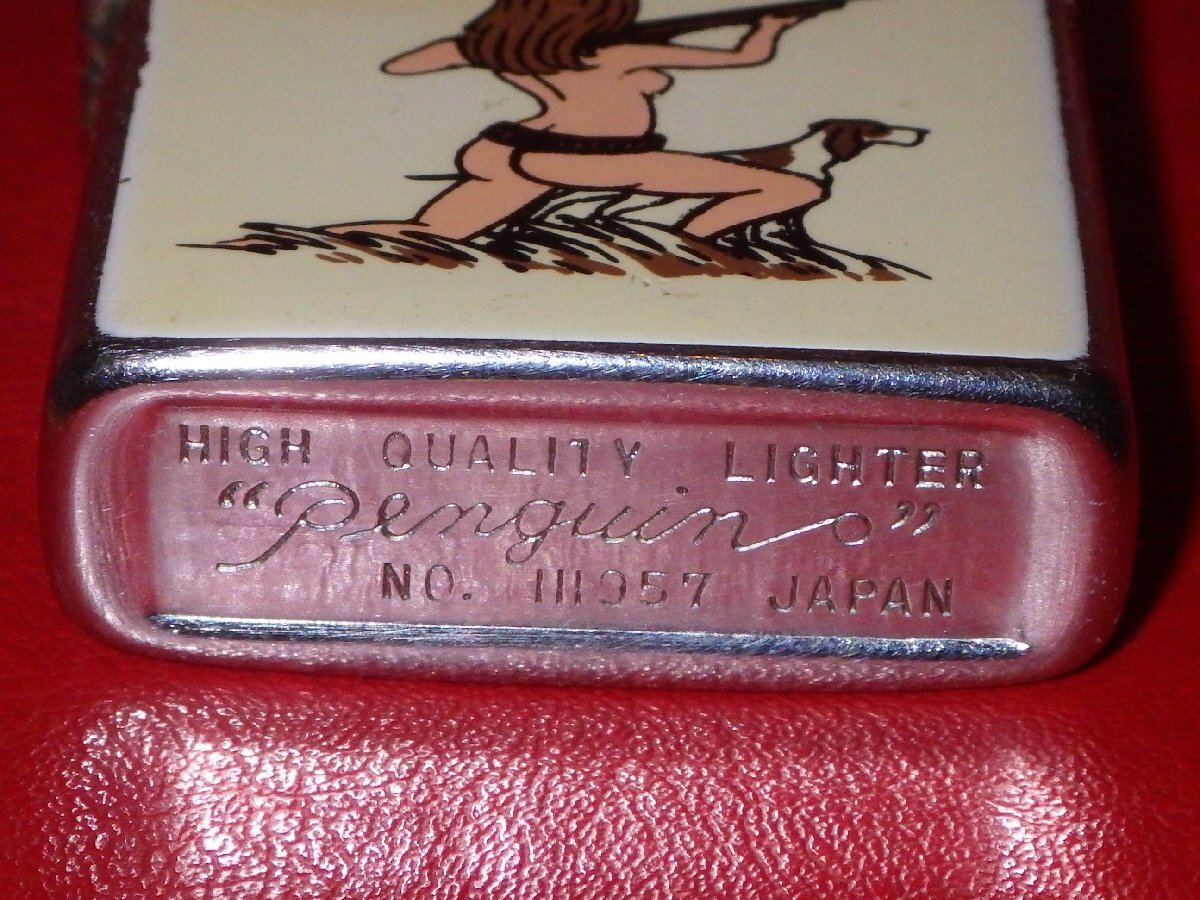 HIGH QUALITY LIGHTER
“Penguin”
NO. 111957 JAPAN